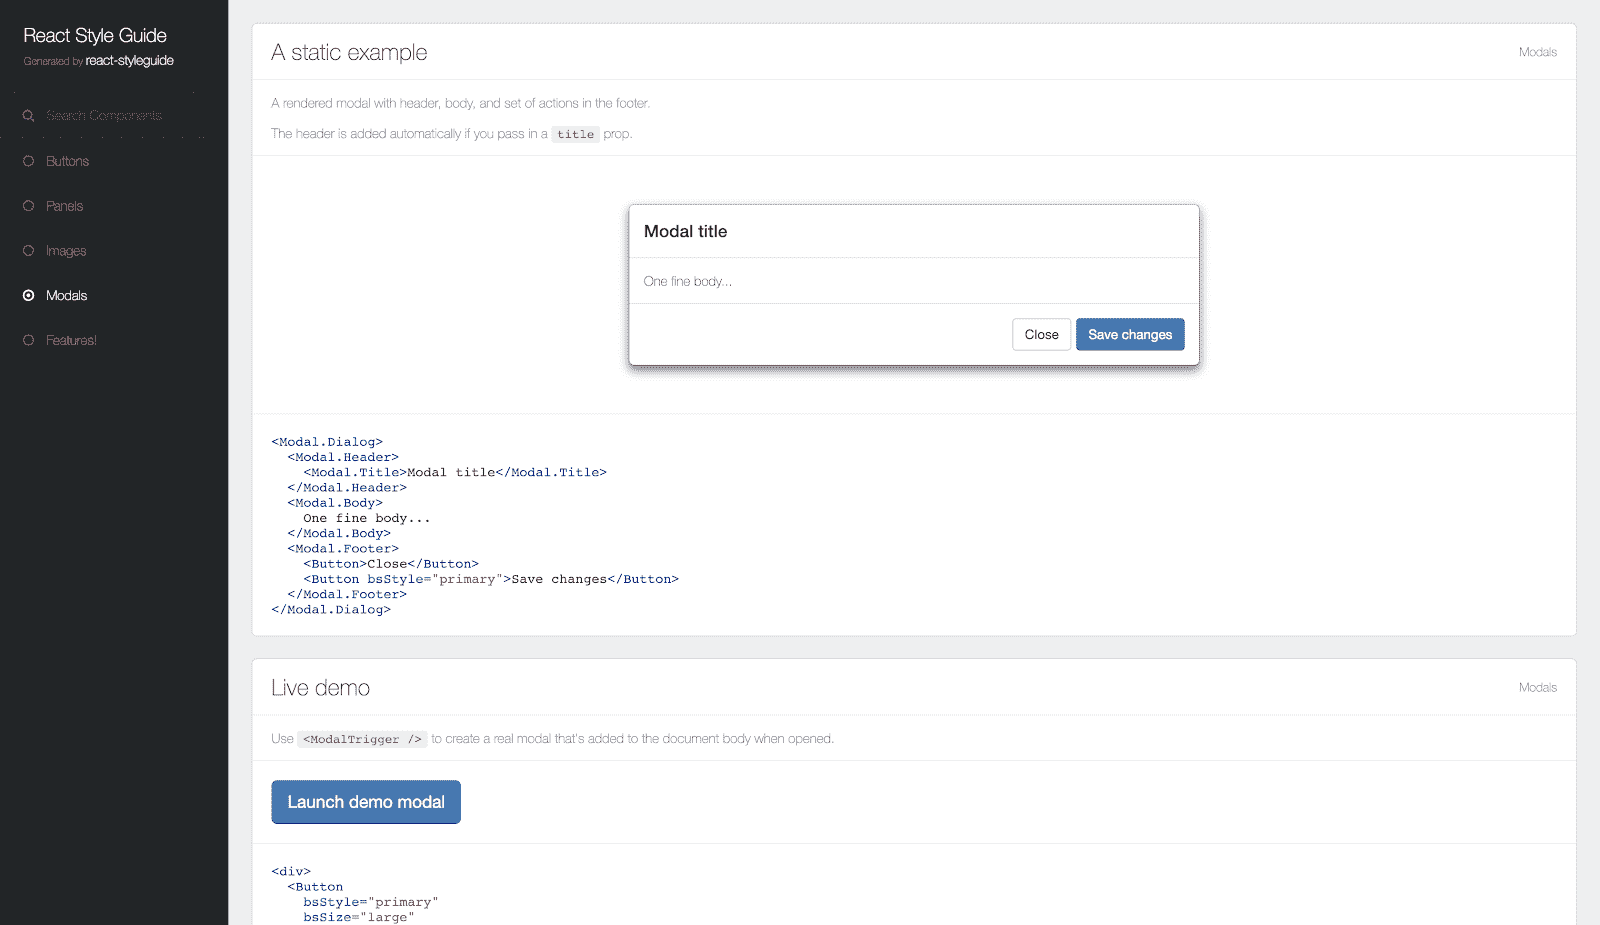 React Style Guide
Generated by react-styleguide
Search Components
Buttons
Panels
Images
Modals
Features!
A static example
Modals
A rendered modal with header, body, and set of actions in the footer.
The header is added automatically if you pass in a title prop.
Modal title
One fine body...
Close
Save changes
<Modal.Dialog>
  <Modal.Header>
    <Modal.Title>Modal title</Modal.Title>
  </Modal.Header>
  <Modal.Body>
    One fine body...
  </Modal.Body>
  <Modal.Footer>
    <Button>Close</Button>
    <Button bsStyle="primary">Save changes</Button>
  </Modal.Footer>
</Modal.Dialog>
Live demo
Modals
Use <ModalTrigger /> to create a real modal that's added to the document body when opened.
Launch demo modal
<div>
  <Button
    bsStyle="primary"
    bsSize="large"